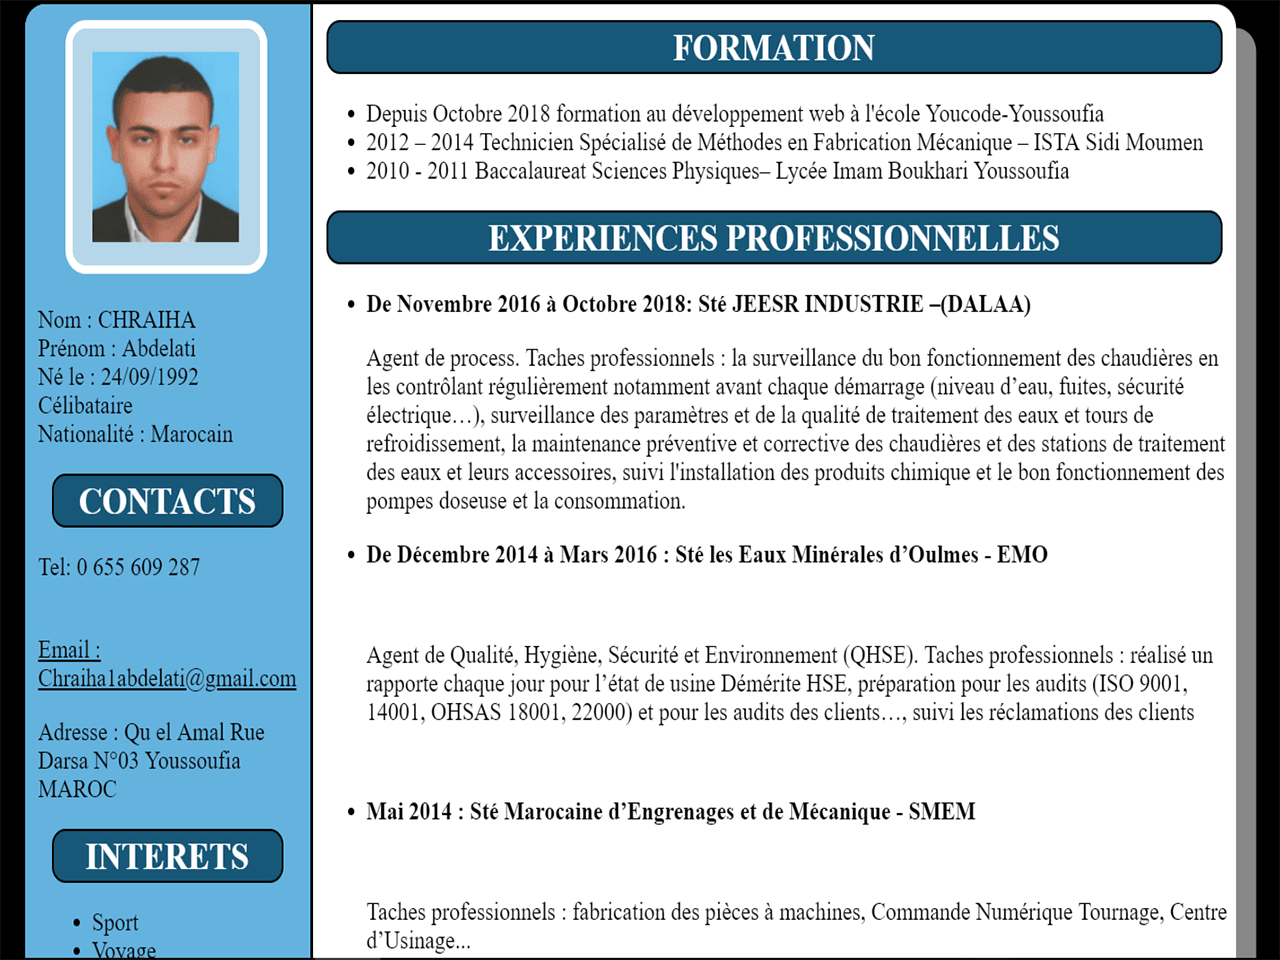 Nom : CHRAIHA
Prénom : Abdelati
Né le : 24/09/1992
Célibataire
Nationalité : Marocain
CONTACTS
Tel: 0 655 609 287
Email :
Chraiha1abdelati@gmail.com
Adresse : Qu el Amal Rue
Darsa N°03 Youssoufia
MAROC
INTERETS
• Sport
• Voyage
FORMATION
• Depuis Octobre 2018 formation au développement web à l'école Youcode-Youssoufia
• 2012 – 2014 Technicien Spécialisé de Méthodes en Fabrication Mécanique – ISTA Sidi Moumen
• 2010 - 2011 Baccalaureat Sciences Physiques– Lycée Imam Boukhari Youssoufia
EXPERIENCES PROFESSIONNELLES
• De Novembre 2016 à Octobre 2018: Sté JEESR INDUSTRIE –(DALAA)
Agent de process. Taches professionnels : la surveillance du bon fonctionnement des chaudières en
les contrôlant régulièrement notamment avant chaque démarrage (niveau d’eau, fuites, sécurité
électrique…), surveillance des paramètres et de la qualité de traitement des eaux et tours de
refroidissement, la maintenance préventive et corrective des chaudières et des stations de traitement
des eaux et leurs accessoires, suivi l'installation des produits chimique et le bon fonctionnement des
pompes doseuse et la consommation.
• De Décembre 2014 à Mars 2016 : Sté les Eaux Minérales d’Oulmes - EMO
Agent de Qualité, Hygiène, Sécurité et Environnement (QHSE). Taches professionnels : réalisé un
rapporte chaque jour pour l’état de usine Démérite HSE, préparation pour les audits (ISO 9001,
14001, OHSAS 18001, 22000) et pour les audits des clients…, suivi les réclamations des clients
• Mai 2014 : Sté Marocaine d’Engrenages et de Mécanique - SMEM
Taches professionnels : fabrication des pièces à machines, Commande Numérique Tournage, Centre
d’Usinage...